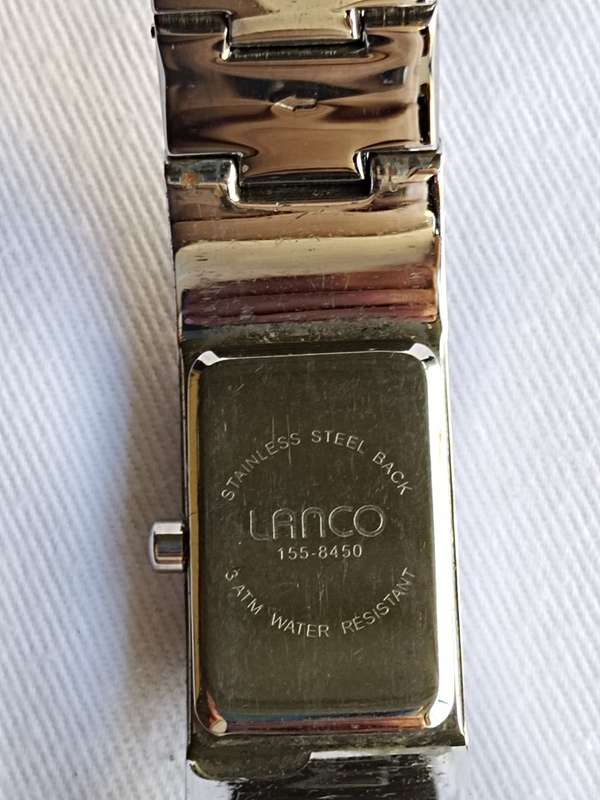 STAINLESS STEEL BACK
LANCO
155-8450
3 ATM WATER RESISTANT